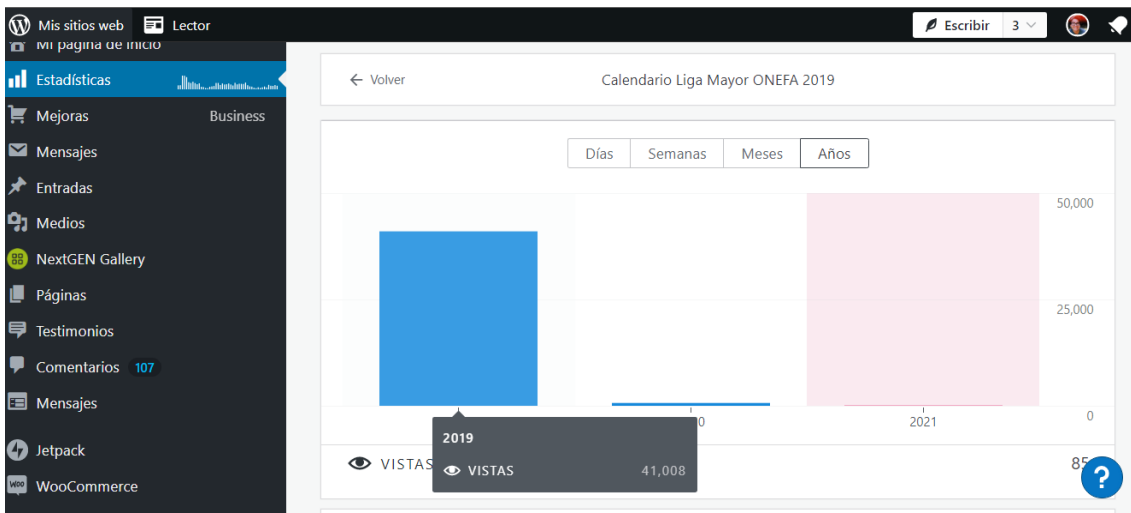 Mis sitios web Lector Escribir 3
Mi página de inicio
Estadísticas
Mejoras Business
Mensajes
Entradas
Medios
NextGEN Gallery
Páginas
Testimonios
Comentarios 107
Mensajes
Jetpack
WOO WooCommerce
← Volver Calendario Liga Mayor ONEFA 2019
Días Semanas Meses Años
50,000
25,000
0
2021
2019
VISTAS 41,008
VISTAS
?